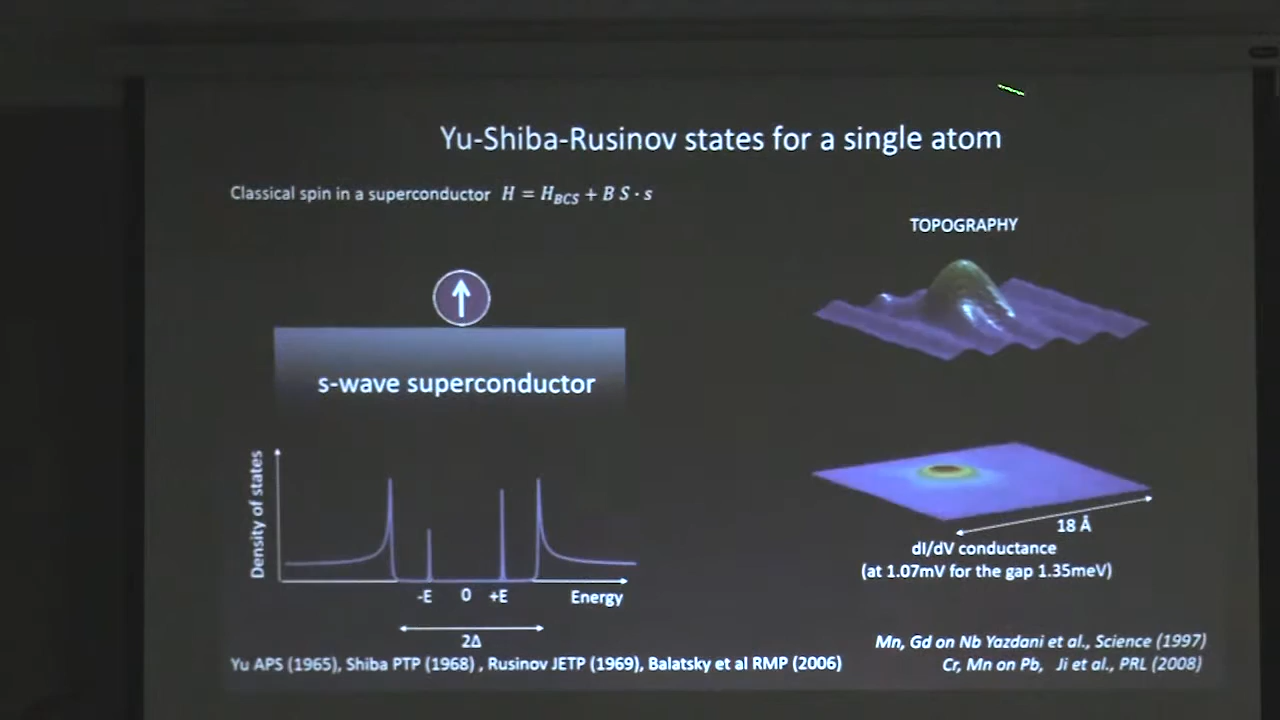 Yu-Shiba-Rusinov states for a single atom
Classical spin in a superconductor H = H_BCS + B S · s
TOPOGRAPHY
s-wave superconductor
Density of states
-E 0 +E Energy
2Δ
18 Å
dI/dV conductance
(at 1.07mV for the gap 1.35meV)
Mn, Gd on Nb Yazdani et al., Science (1997)
Cr, Mn on Pb, Ji et al., PRL (2008)
Yu APS (1965), Shiba PTP (1968) , Rusinov JETP (1969), Balatsky et al RMP (2006)